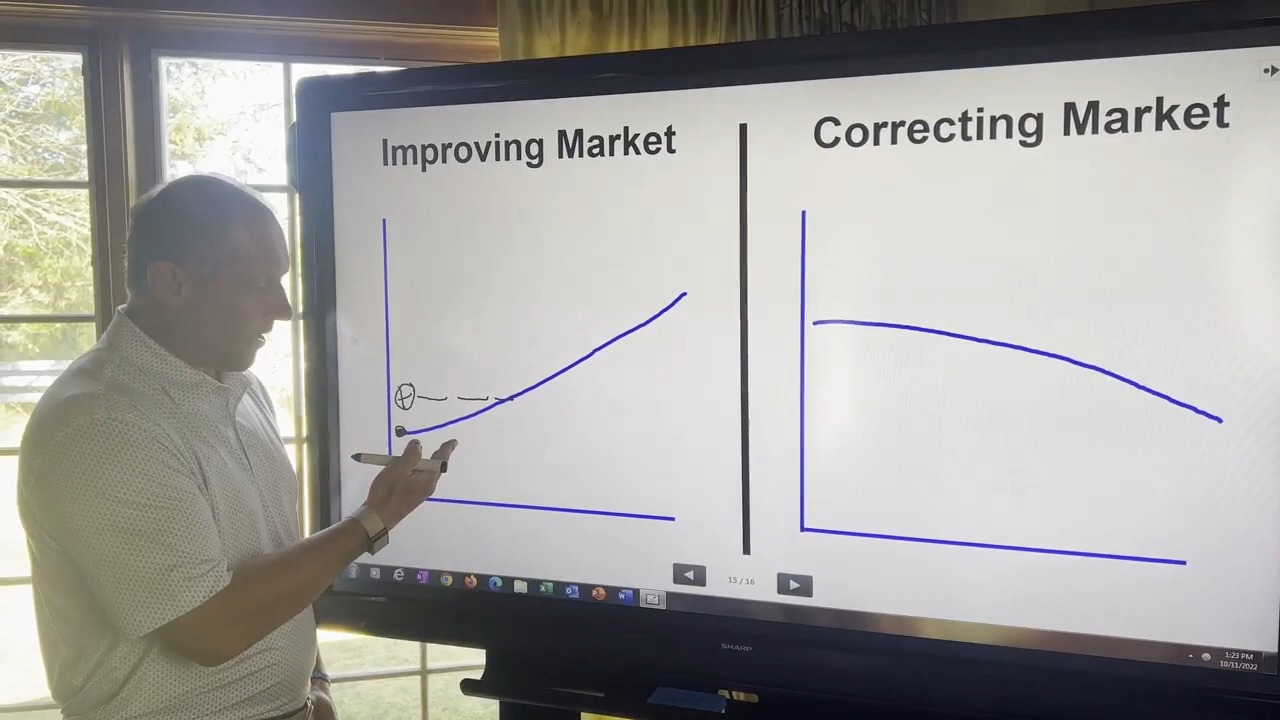 Improving Market
Correcting Market
15 / 16
SHARP
1:23 PM
10/11/2022